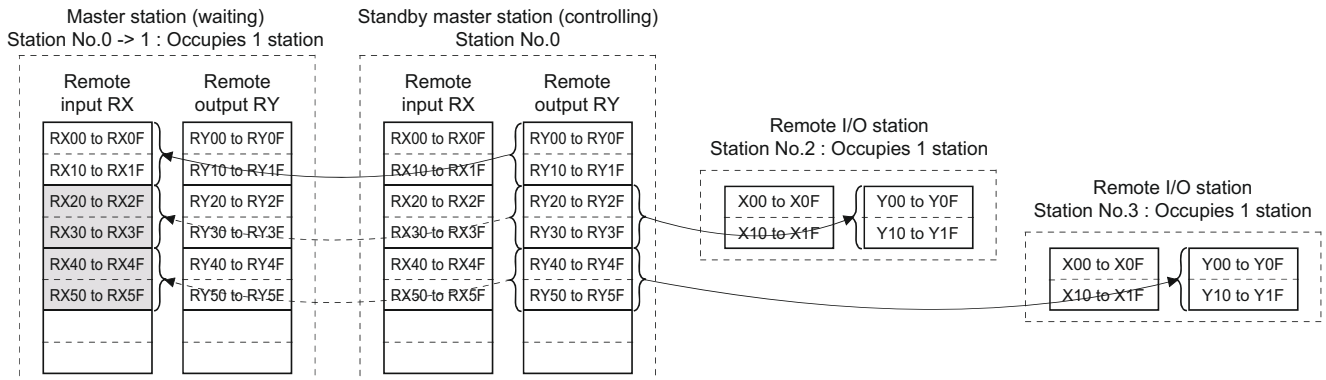 Master station (waiting)
Station No.0 -> 1 : Occupies 1 station
Remote input RX
Remote output RY
RX00 to RX0F
RX10 to RX1F
RX20 to RX2F
RX30 to RX3F
RX40 to RX4F
RX50 to RX5F
RY00 to RY0F
RY10 to RY1F
RY20 to RY2F
RY30 to RY3F
RY40 to RY4F
RY50 to RY5F
Standby master station (controlling)
Station No.0
Remote input RX
Remote output RY
RX00 to RX0F
RX10 to RX1F
RX20 to RX2F
RX30 to RX3F
RX40 to RX4F
RX50 to RX5F
RY00 to RY0F
RY10 to RY1F
RY20 to RY2F
RY30 to RY3F
RY40 to RY4F
RY50 to RY5F
Remote I/O station
Station No.2 : Occupies 1 station
X00 to X0F
X10 to X1F
Y00 to Y0F
Y10 to Y1F
Remote I/O station
Station No.3 : Occupies 1 station
X00 to X0F
X10 to X1F
Y00 to Y0F
Y10 to Y1F